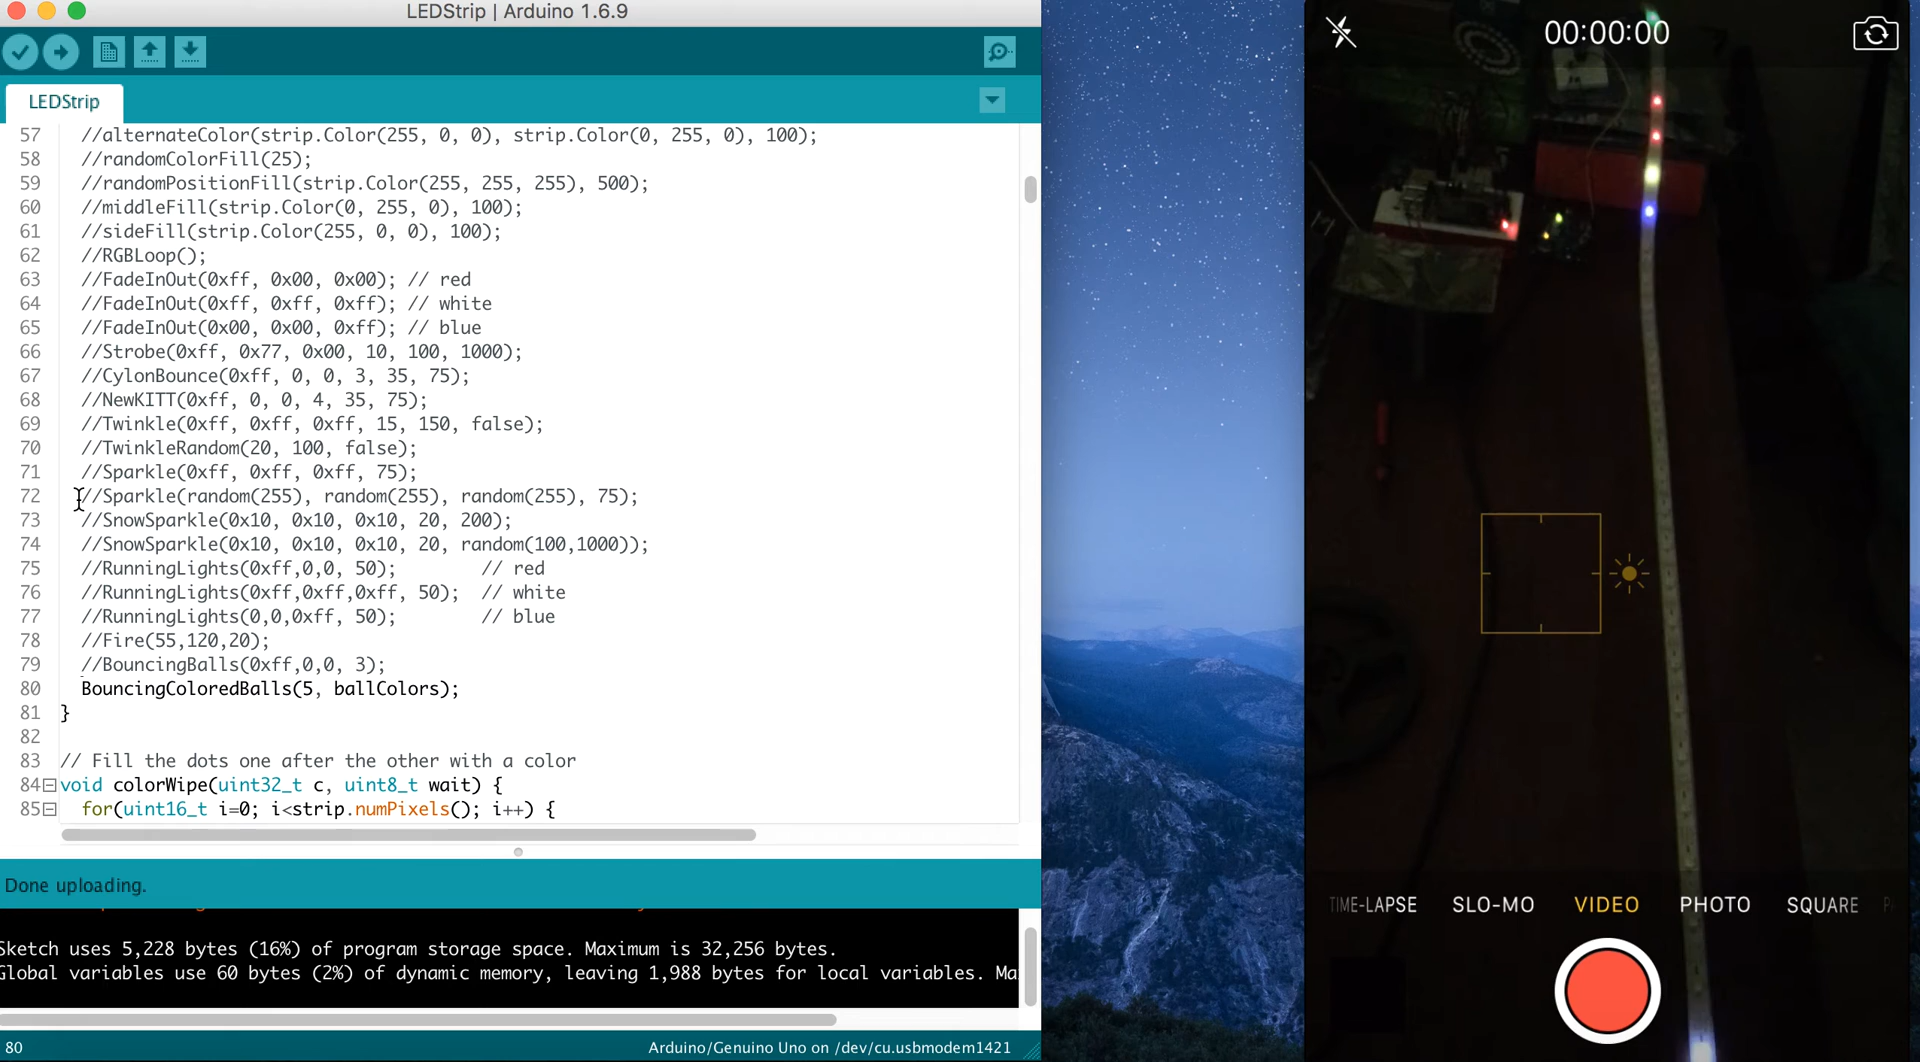 LEDStrip | Arduino 1.6.9
LEDStrip
57 //alternateColor(strip.Color(255, 0, 0), strip.Color(0, 255, 0), 100);
58 //randomColorFill(25);
59 //randomPositionFill(strip.Color(255, 255, 255), 500);
60 //middleFill(strip.Color(0, 255, 0), 100);
61 //sideFill(strip.Color(255, 0, 0), 100);
62 //RGBLoop();
63 //FadeInOut(0xff, 0x00, 0x00); // red
64 //FadeInOut(0xff, 0xff, 0xff); // white
65 //FadeInOut(0x00, 0x00, 0xff); // blue
66 //Strobe(0xff, 0x77, 0x00, 10, 100, 1000);
67 //CylonBounce(0xff, 0, 0, 3, 35, 75);
68 //NewKITT(0xff, 0, 0, 4, 35, 75);
69 //Twinkle(0xff, 0xff, 0xff, 15, 150, false);
70 //TwinkleRandom(20, 100, false);
71 //Sparkle(0xff, 0xff, 0xff, 75);
72 //Sparkle(random(255), random(255), random(255), 75);
73 //SnowSparkle(0x10, 0x10, 0x10, 20, 200);
74 //SnowSparkle(0x10, 0x10, 0x10, 20, random(100,1000));
75 //RunningLights(0xff,0,0, 50); // red
76 //RunningLights(0xff,0xff,0xff, 50); // white
77 //RunningLights(0,0,0xff, 50); // blue
78 //Fire(55,120,20);
79 //BouncingBalls(0xff,0,0, 3);
80 BouncingColoredBalls(5, ballColors);
81 }
82
83 // Fill the dots one after the other with a color
84 void colorWipe(uint32_t c, uint8_t wait) {
85 for(uint16_t i=0; i<strip.numPixels(); i++) {
Done uploading.
Sketch uses 5,228 bytes (16%) of program storage space. Maximum is 32,256 bytes.
Global variables use 60 bytes (2%) of dynamic memory, leaving 1,988 bytes for local variables. Ma
80
Arduino/Genuino Uno on /dev/cu.usbmodem1421
00:00:00
TIME-LAPSE SLO-MO VIDEO PHOTO SQUARE